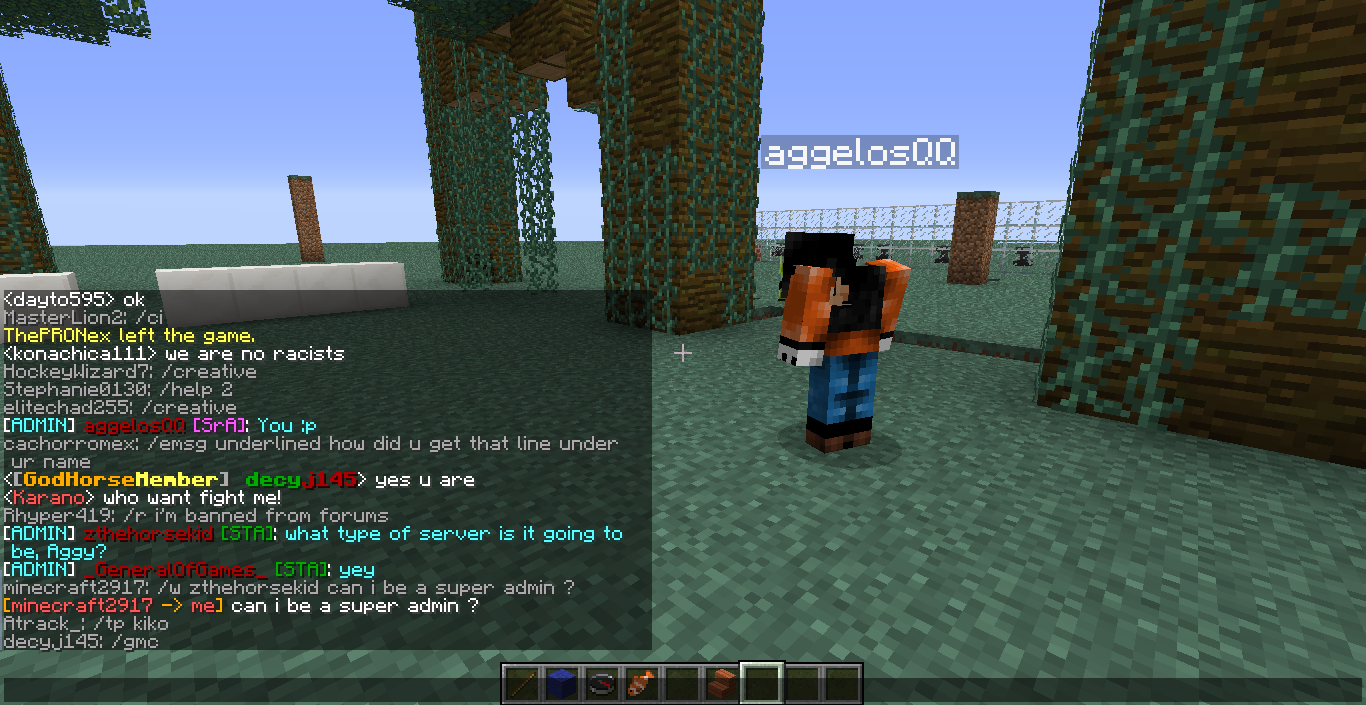 aggelosQQ
<dayto595> ok
MasterLion2: /ci
ThePRONex left the game.
<konachica111> we are no racists
HockeyWizard7: /creative
Stephanie0130: /help 2
elitechad255: /creative
[ADMIN] aggelosQQ [SrA]: You :p
cachorromex: /emsg underlined how did u get that line under
ur name
<[GodHorseMember] decyj145> yes u are
<Karano> who want fight me!
Rhyper419: /r i'm banned from forums
[ADMIN] zthehorsekid [STA]: what type of server is it going to
be, Aggy?
[ADMIN] _GeneralOfGames_ [STA]: yey
minecraft2917: /w zthehorsekid can i be a super admin ?
[minecraft2917 -> me] can i be a super admin ?
Atrack_: /tp kiko
decyj145: /gmc